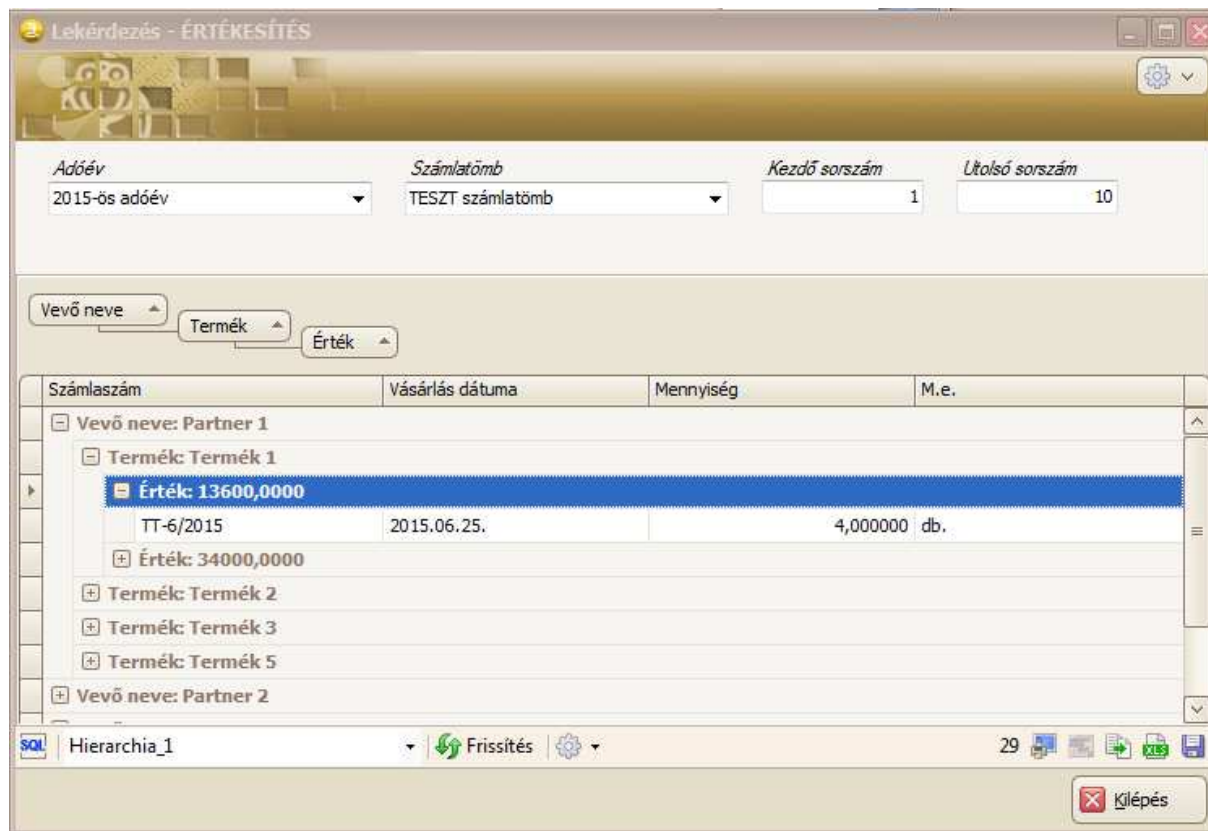 Lekérdezés - ÉRTÉKESÍTÉS
Adóév Számlatömb Kezdő sorszám Utolsó sorszám
2015-ös adóév TESZT számlatömb 1 10
Vevő neve
Termék
Érték
Számlaszám Vásárlás dátuma Mennyiség M.e.
Vevő neve: Partner 1
Termék: Termék 1
Érték: 13600,0000
TT-6/2015 2015.06.25. 4,000000 db.
Érték: 34000,0000
Termék: Termék 2
Termék: Termék 3
Termék: Termék 5
Vevő neve: Partner 2
SQL Hierarchia_1 Frissítés 29 XLS
Kilépés